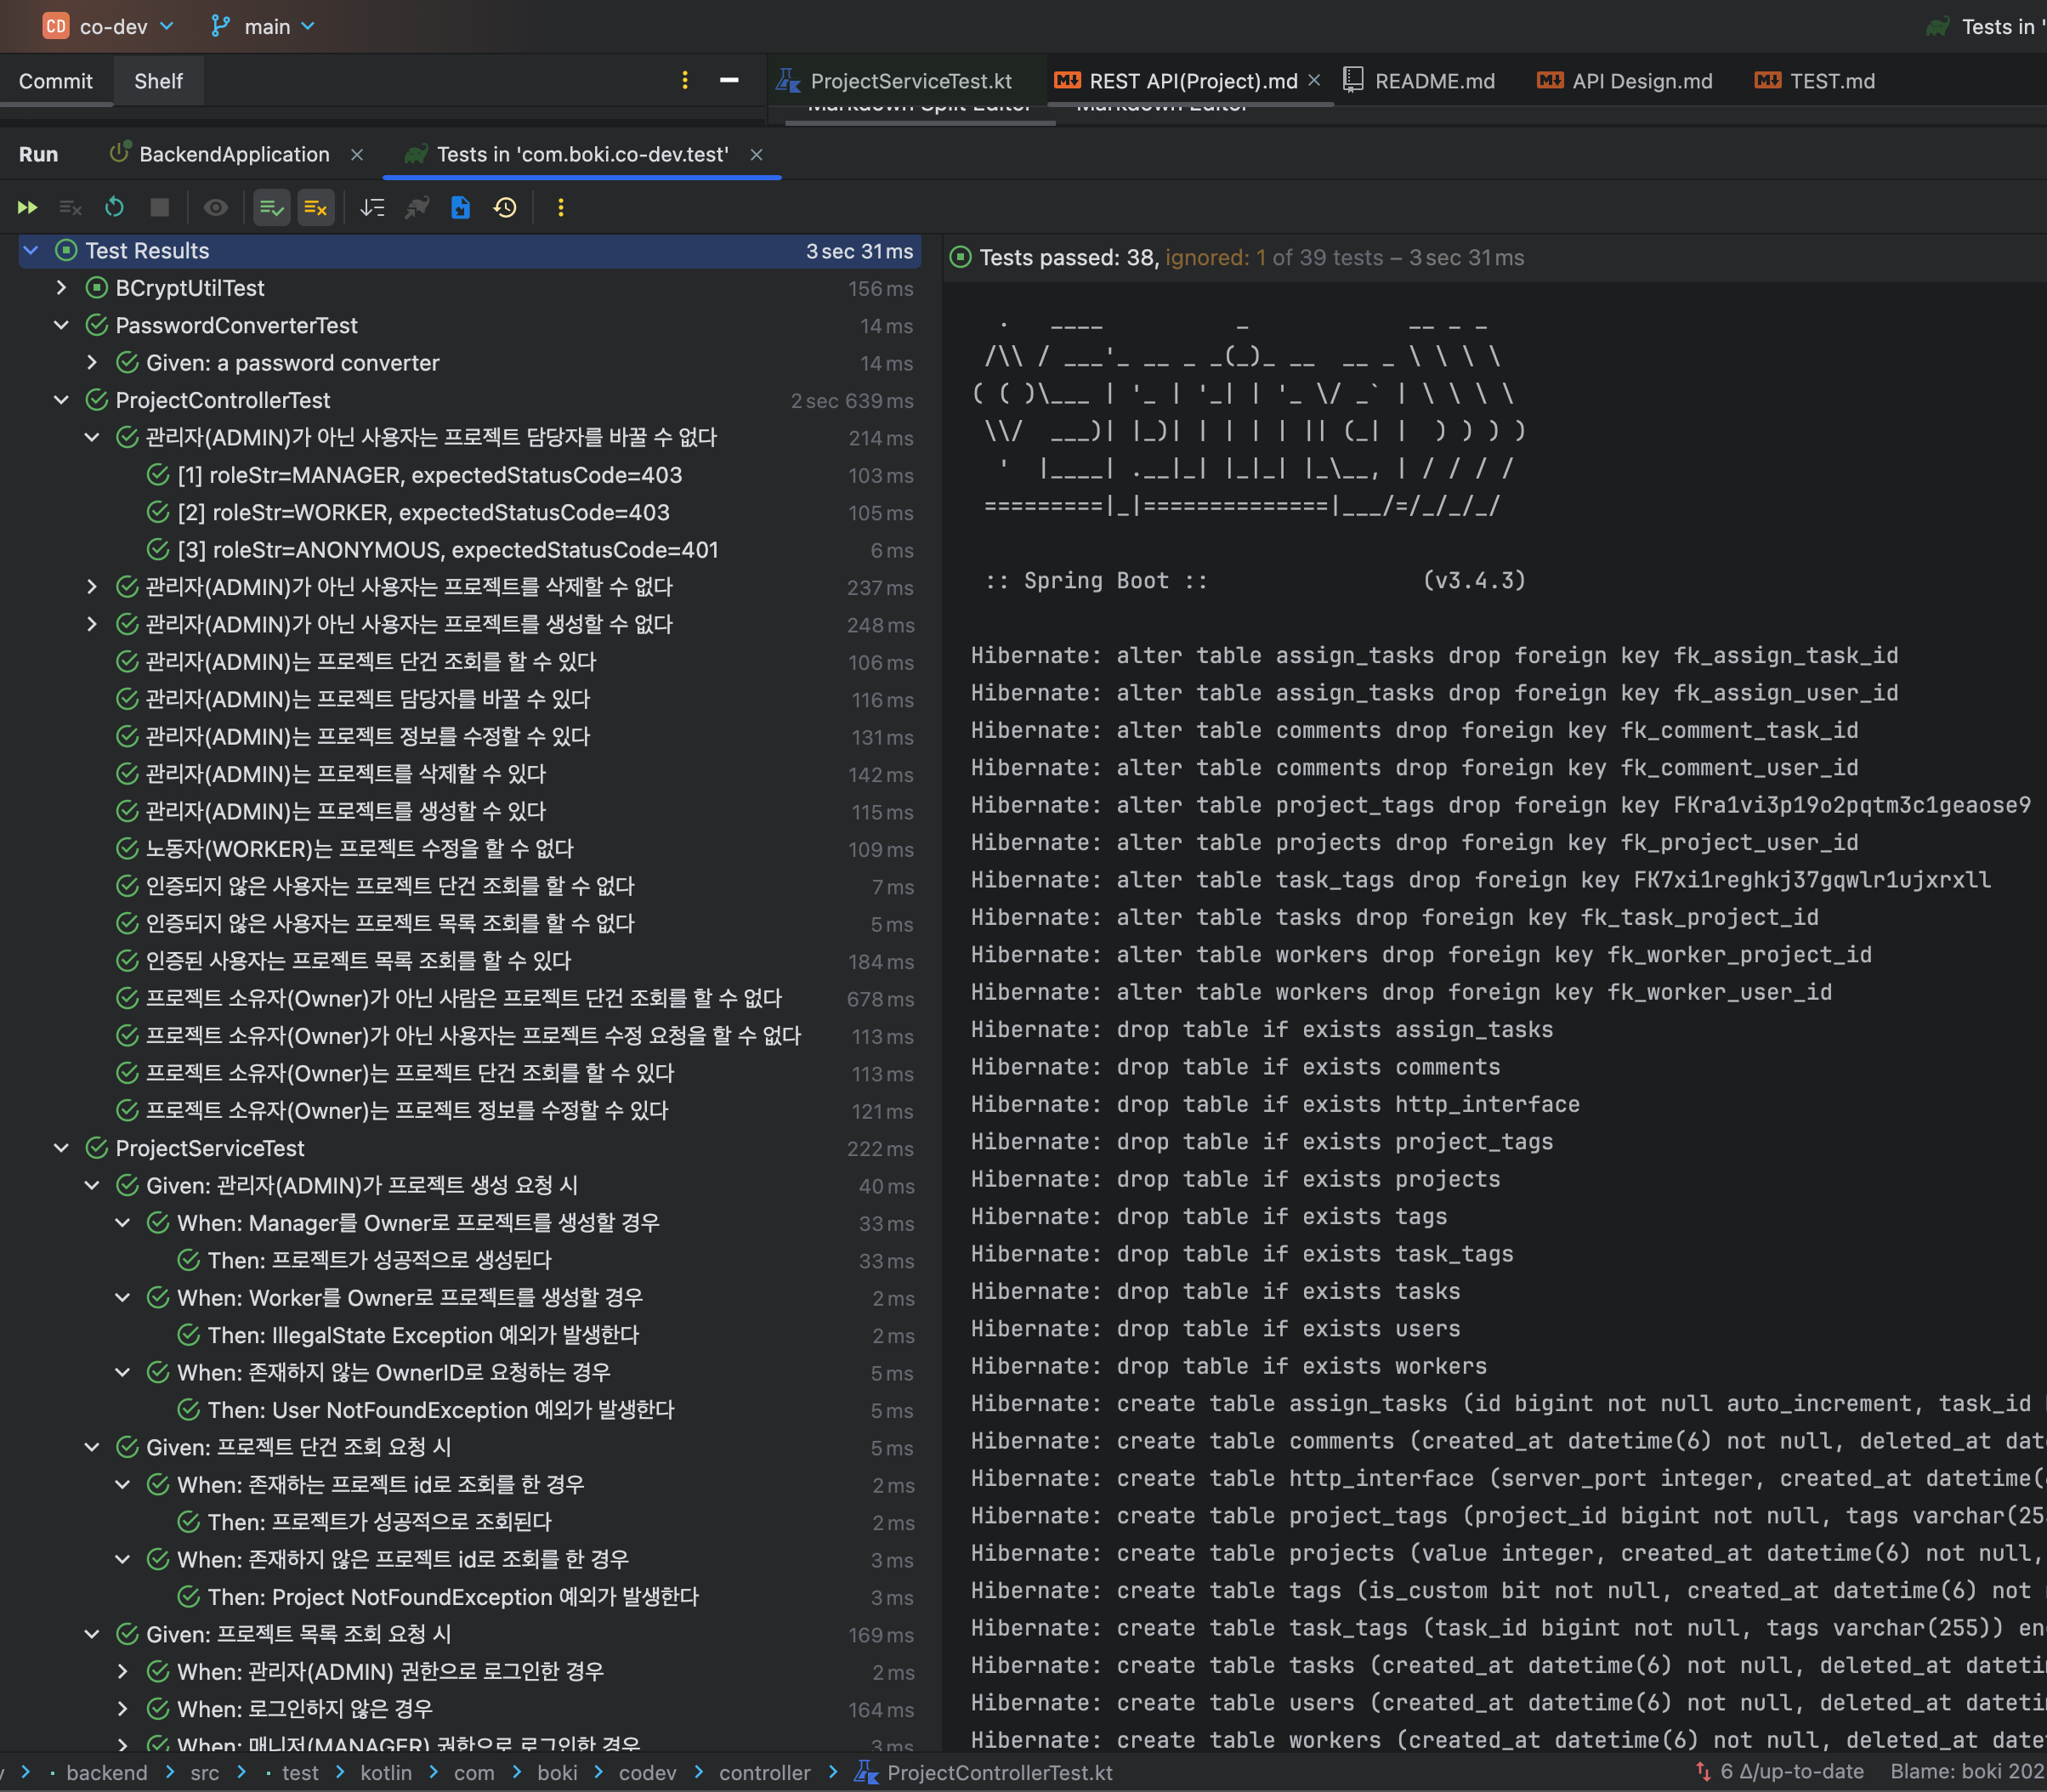 CD co-dev main Tests in '
Commit Shelf ProjectServiceTest.kt REST API(Project).md README.md API Design.md TEST.md
Markdown Split Editor Markdown Editor
Run BackendApplication Tests in 'com.boki.co-dev.test'
Test Results 3 sec 31 ms
BCryptUtilTest 156 ms
PasswordConverterTest 14 ms
Given: a password converter 14 ms
ProjectControllerTest 2 sec 639 ms
관리자(ADMIN)가 아닌 사용자는 프로젝트 담당자를 바꿀 수 없다 214 ms
[1] roleStr=MANAGER, expectedStatusCode=403 103 ms
[2] roleStr=WORKER, expectedStatusCode=403 105 ms
[3] roleStr=ANONYMOUS, expectedStatusCode=401 6 ms
관리자(ADMIN)가 아닌 사용자는 프로젝트를 삭제할 수 없다 237 ms
관리자(ADMIN)가 아닌 사용자는 프로젝트를 생성할 수 없다 248 ms
관리자(ADMIN)는 프로젝트 단건 조회를 할 수 있다 106 ms
관리자(ADMIN)는 프로젝트 담당자를 바꿀 수 있다 116 ms
관리자(ADMIN)는 프로젝트 정보를 수정할 수 있다 131 ms
관리자(ADMIN)는 프로젝트를 삭제할 수 있다 142 ms
관리자(ADMIN)는 프로젝트를 생성할 수 있다 115 ms
노동자(WORKER)는 프로젝트 수정을 할 수 없다 109 ms
인증되지 않은 사용자는 프로젝트 단건 조회를 할 수 없다 7 ms
인증되지 않은 사용자는 프로젝트 목록 조회를 할 수 없다 5 ms
인증된 사용자는 프로젝트 목록 조회를 할 수 있다 184 ms
프로젝트 소유자(Owner)가 아닌 사람은 프로젝트 단건 조회를 할 수 없다 678 ms
프로젝트 소유자(Owner)가 아닌 사용자는 프로젝트 수정 요청을 할 수 없다 113 ms
프로젝트 소유자(Owner)는 프로젝트 단건 조회를 할 수 있다 113 ms
프로젝트 소유자(Owner)는 프로젝트 정보를 수정할 수 있다 121 ms
ProjectServiceTest 222 ms
Given: 관리자(ADMIN)가 프로젝트 생성 요청 시 40 ms
When: Manager를 Owner로 프로젝트를 생성할 경우 33 ms
Then: 프로젝트가 성공적으로 생성된다 33 ms
When: Worker를 Owner로 프로젝트를 생성할 경우 2 ms
Then: IllegalState Exception 예외가 발생한다 2 ms
When: 존재하지 않는 OwnerID로 요청하는 경우 5 ms
Then: User NotFoundException 예외가 발생한다 5 ms
Given: 프로젝트 단건 조회 요청 시 5 ms
When: 존재하는 프로젝트 id로 조회를 한 경우 2 ms
Then: 프로젝트가 성공적으로 조회된다 2 ms
When: 존재하지 않은 프로젝트 id로 조회를 한 경우 3 ms
Then: Project NotFoundException 예외가 발생한다 3 ms
Given: 프로젝트 목록 조회 요청 시 169 ms
When: 관리자(ADMIN) 권한으로 로그인한 경우 2 ms
When: 로그인하지 않은 경우 164 ms
When: 매니저(MANAGER) 권한으로 로그인한 경우 3 ms
Tests passed: 38, ignored: 1 of 39 tests – 3 sec 31 ms
:: Spring Boot :: (v3.4.3)
Hibernate: alter table assign_tasks drop foreign key fk_assign_task_id
Hibernate: alter table assign_tasks drop foreign key fk_assign_user_id
Hibernate: alter table comments drop foreign key fk_comment_task_id
Hibernate: alter table comments drop foreign key fk_comment_user_id
Hibernate: alter table project_tags drop foreign key FKra1vi3p19o2pqtm3c1geaose9
Hibernate: alter table projects drop foreign key fk_project_user_id
Hibernate: alter table task_tags drop foreign key FK7xi1reghkj37gqwlr1ujxrxll
Hibernate: alter table tasks drop foreign key fk_task_project_id
Hibernate: alter table workers drop foreign key fk_worker_project_id
Hibernate: alter table workers drop foreign key fk_worker_user_id
Hibernate: drop table if exists assign_tasks
Hibernate: drop table if exists comments
Hibernate: drop table if exists http_interface
Hibernate: drop table if exists project_tags
Hibernate: drop table if exists projects
Hibernate: drop table if exists tags
Hibernate: drop table if exists task_tags
Hibernate: drop table if exists tasks
Hibernate: drop table if exists users
Hibernate: drop table if exists workers
Hibernate: create table assign_tasks (id bigint not null auto_increment, task_id
Hibernate: create table comments (created_at datetime(6) not null, deleted_at dat
Hibernate: create table http_interface (server_port integer, created_at datetime(
Hibernate: create table project_tags (project_id bigint not null, tags varchar(25
Hibernate: create table projects (value integer, created_at datetime(6) not null,
Hibernate: create table tags (is_custom bit not null, created_at datetime(6) not
Hibernate: create table task_tags (task_id bigint not null, tags varchar(255)) en
Hibernate: create table tasks (created_at datetime(6) not null, deleted_at dateti
Hibernate: create table users (created_at datetime(6) not null, deleted_at dateti
Hibernate: create table workers (created_at datetime(6) not null, deleted_at date
backend > src > test > kotlin > com > boki > codev > controller > ProjectControllerTest.kt 6 Δ/up-to-date Blame: boki 202